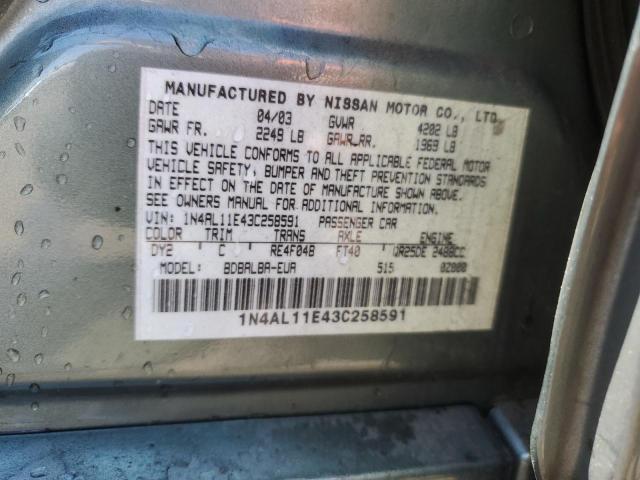 MANUFACTURED BY NISSAN MOTOR CO., LTD.
DATE 04/03 GVWR 4202 LB
GAWR FR. 2249 LB GAWR RR. 1969 LB
THIS VEHICLE CONFORMS TO ALL APPLICABLE FEDERAL MOTOR
VEHICLE SAFETY, BUMPER AND THEFT PREVENTION STANDARDS
IN EFFECT ON THE DATE OF MANUFACTURE SHOWN ABOVE.
SEE OWNERS MANUAL FOR ADDITIONAL INFORMATION.
VIN: 1N4AL11E43C258591 PASSENGER CAR
COLOR TRIM TRANS AXLE ENGINE
DY2 C RE4F04B FT40 QR25DE 2488CC
MODEL: BDBALBA-EUA 515 02000
1N4AL11E43C258591